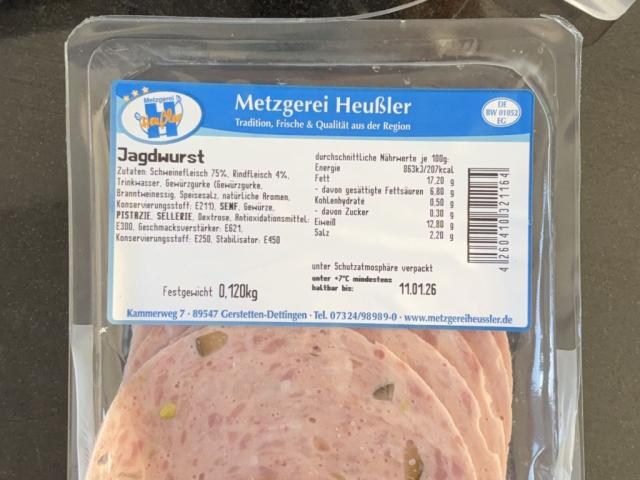 Metzgerei
H
Heußler
Metzgerei Heußler
Tradition, Frische & Qualität aus der Region
DE
BW 01052
EG
Jagdwurst
Zutaten: Schweinefleisch 75%, Rindfleisch 4%,
Trinkwasser, Gewürzgurke (Gewürzgurke,
Branntweinessig, Speisesalz, natürliche Aromen,
Konservierungsstoff: E211), SENF, Gewürze,
PISTAZIE, SELLERIE, Dextrose, Antioxidationsmittel:
E300, Geschmacksverstärker: E621,
Konservierungsstoff: E250, Stabilisator: E450
durchschnittliche Nährwerte je 100g:
Energie 863kJ/207kcal
Fett 17,20 g
- davon gesättigte Fettsäuren 6,80 g
Kohlenhydrate 0,50 g
- davon Zucker 0,30 g
Eiweiß 12,80 g
Salz 2,20 g
4 260410 321164
unter Schutzatmosphäre verpackt
unter +7°C mindestens
haltbar bis: 11.01.26
Festgewicht 0,120kg
Kammerweg 7 · 89547 Gerstetten-Dettingen · Tel. 07324/98989-0 · www.metzgereiheussler.de